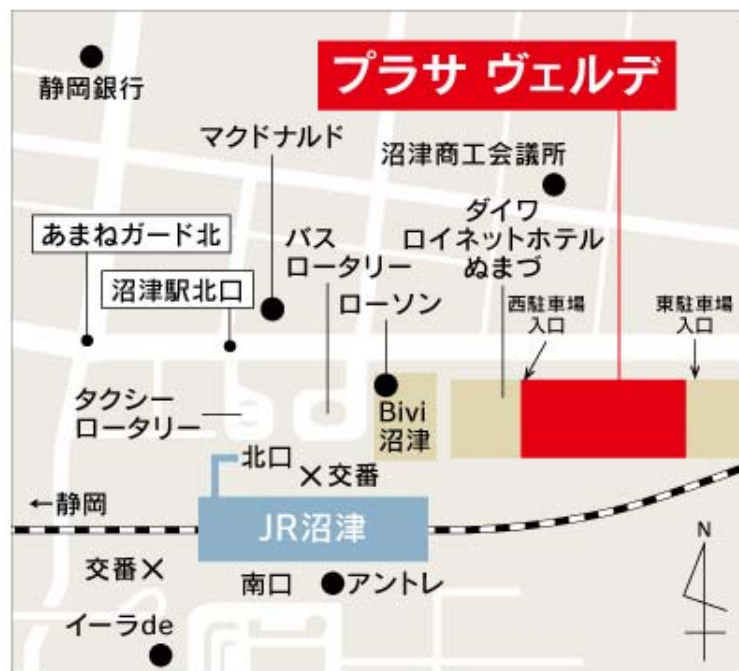 静岡銀行
プラサ ヴェルデ
マクドナルド
沼津商工会議所
あまねガード北
バス
ロータリー
ダイワ
ロイネットホテル
ぬまづ
沼津駅北口
ローソン
西駐車場
入口
東駐車場
入口
タクシー
ロータリー
Bivi
沼津
北口
交番
←静岡
JR沼津
N
交番
南口
アントレ
イーラde